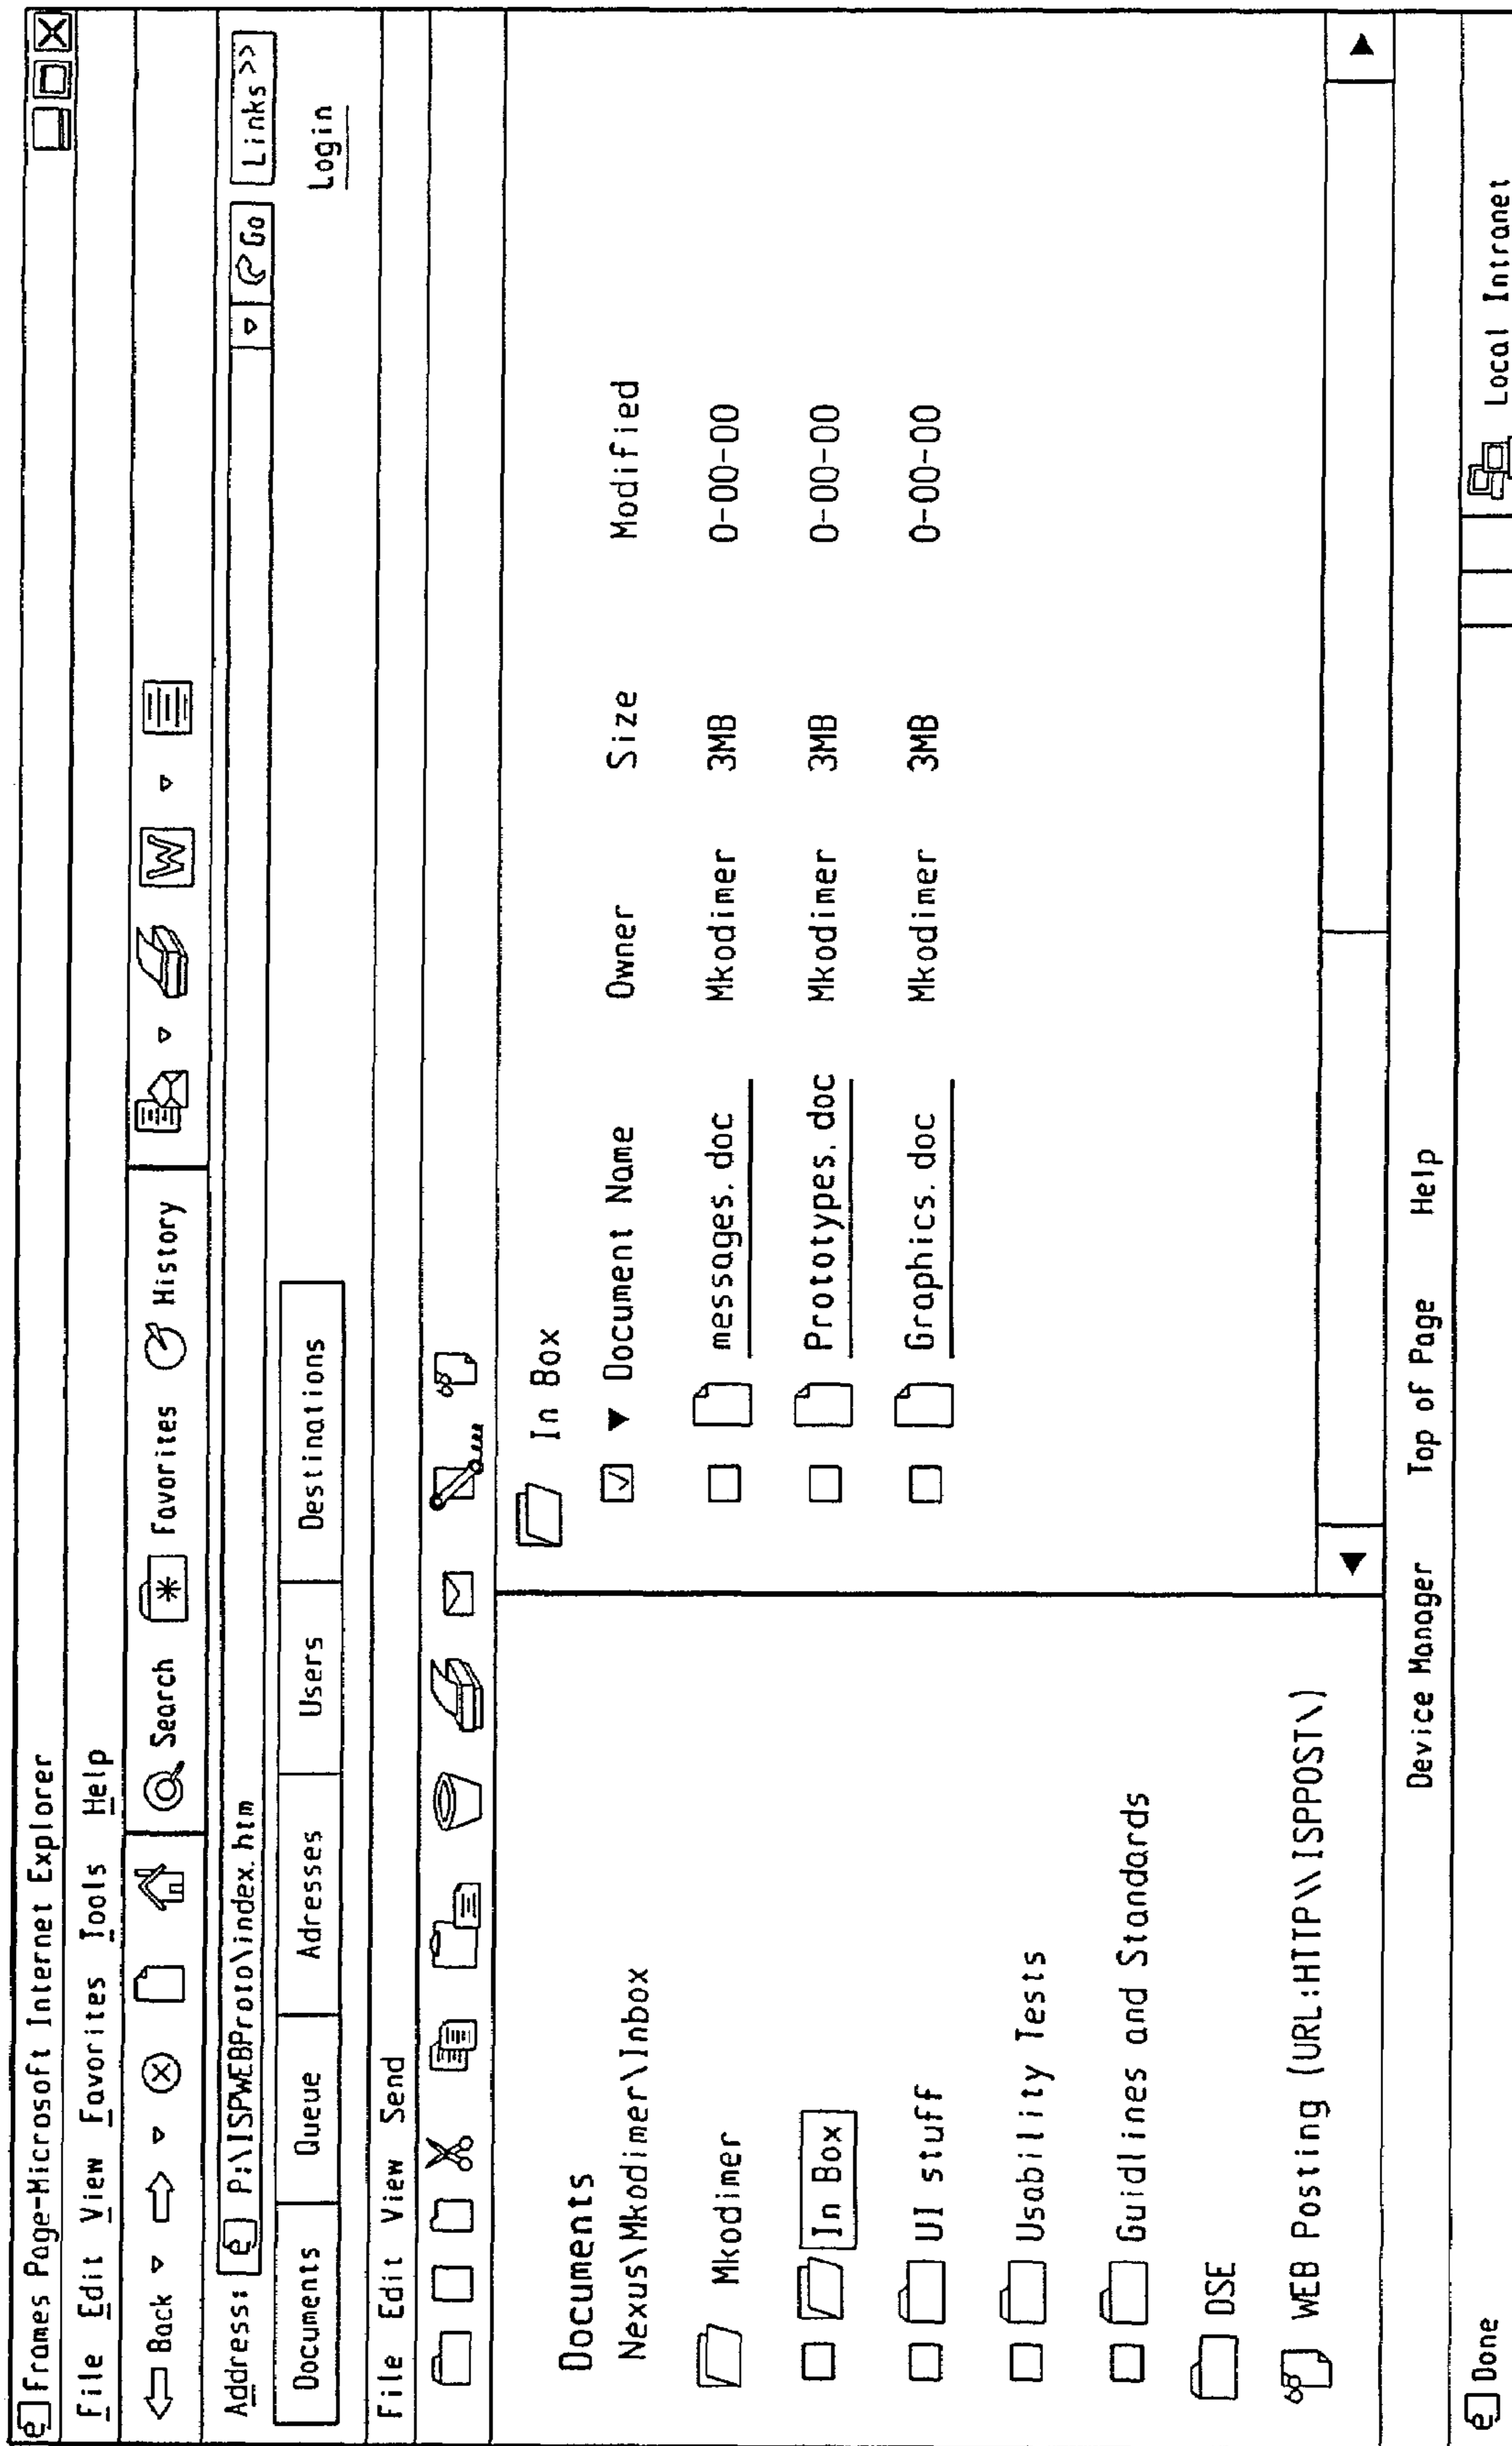 Frames Page-Microsoft Internet Explorer
File Edit View Favorites Tools Help
Back Search Favorites History W
Address: P:\ISPWEBProto\index.htm Go Links >>
Documents Queue Adresses Users Destinations Login
File Edit View Send
Documents
Nexus\Mkodimer\Inbox
Mkodimer
In Box
UI stuff
Usability Tests
Guidlines and Standards
DSE
WEB Posting (URL:HTTP\\ISPPOST\)
In Box
Document Name Owner Size Modified
messages.doc Mkodimer 3MB 0-00-00
Prototypes.doc Mkodimer 3MB 0-00-00
Graphics.doc Mkodimer 3MB 0-00-00
Device Manager Top of Page Help
Done Local Intranet